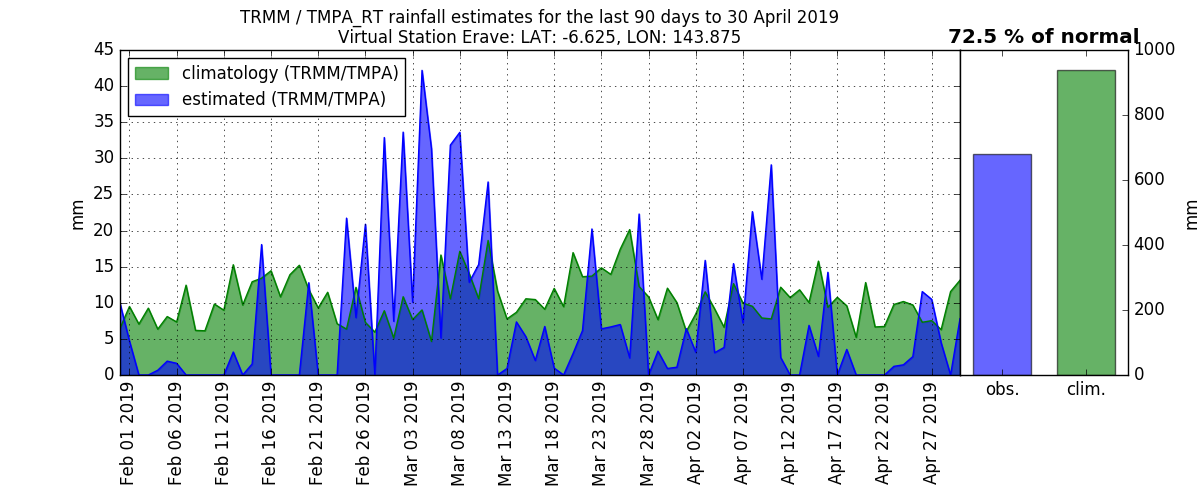 TRMM / TMPA_RT rainfall estimates for the last 90 days to 30 April 2019
Virtual Station Erave: LAT: -6.625, LON: 143.875
72.5 % of normal
climatology (TRMM/TMPA)
estimated (TRMM/TMPA)
mm
45
40
35
30
25
20
15
10
5
0
Feb 01 2019
Feb 06 2019
Feb 11 2019
Feb 16 2019
Feb 21 2019
Feb 26 2019
Mar 03 2019
Mar 08 2019
Mar 13 2019
Mar 18 2019
Mar 23 2019
Mar 28 2019
Apr 02 2019
Apr 07 2019
Apr 12 2019
Apr 17 2019
Apr 22 2019
Apr 27 2019
obs.
clim.
1000
800
600
400
200
0
mm